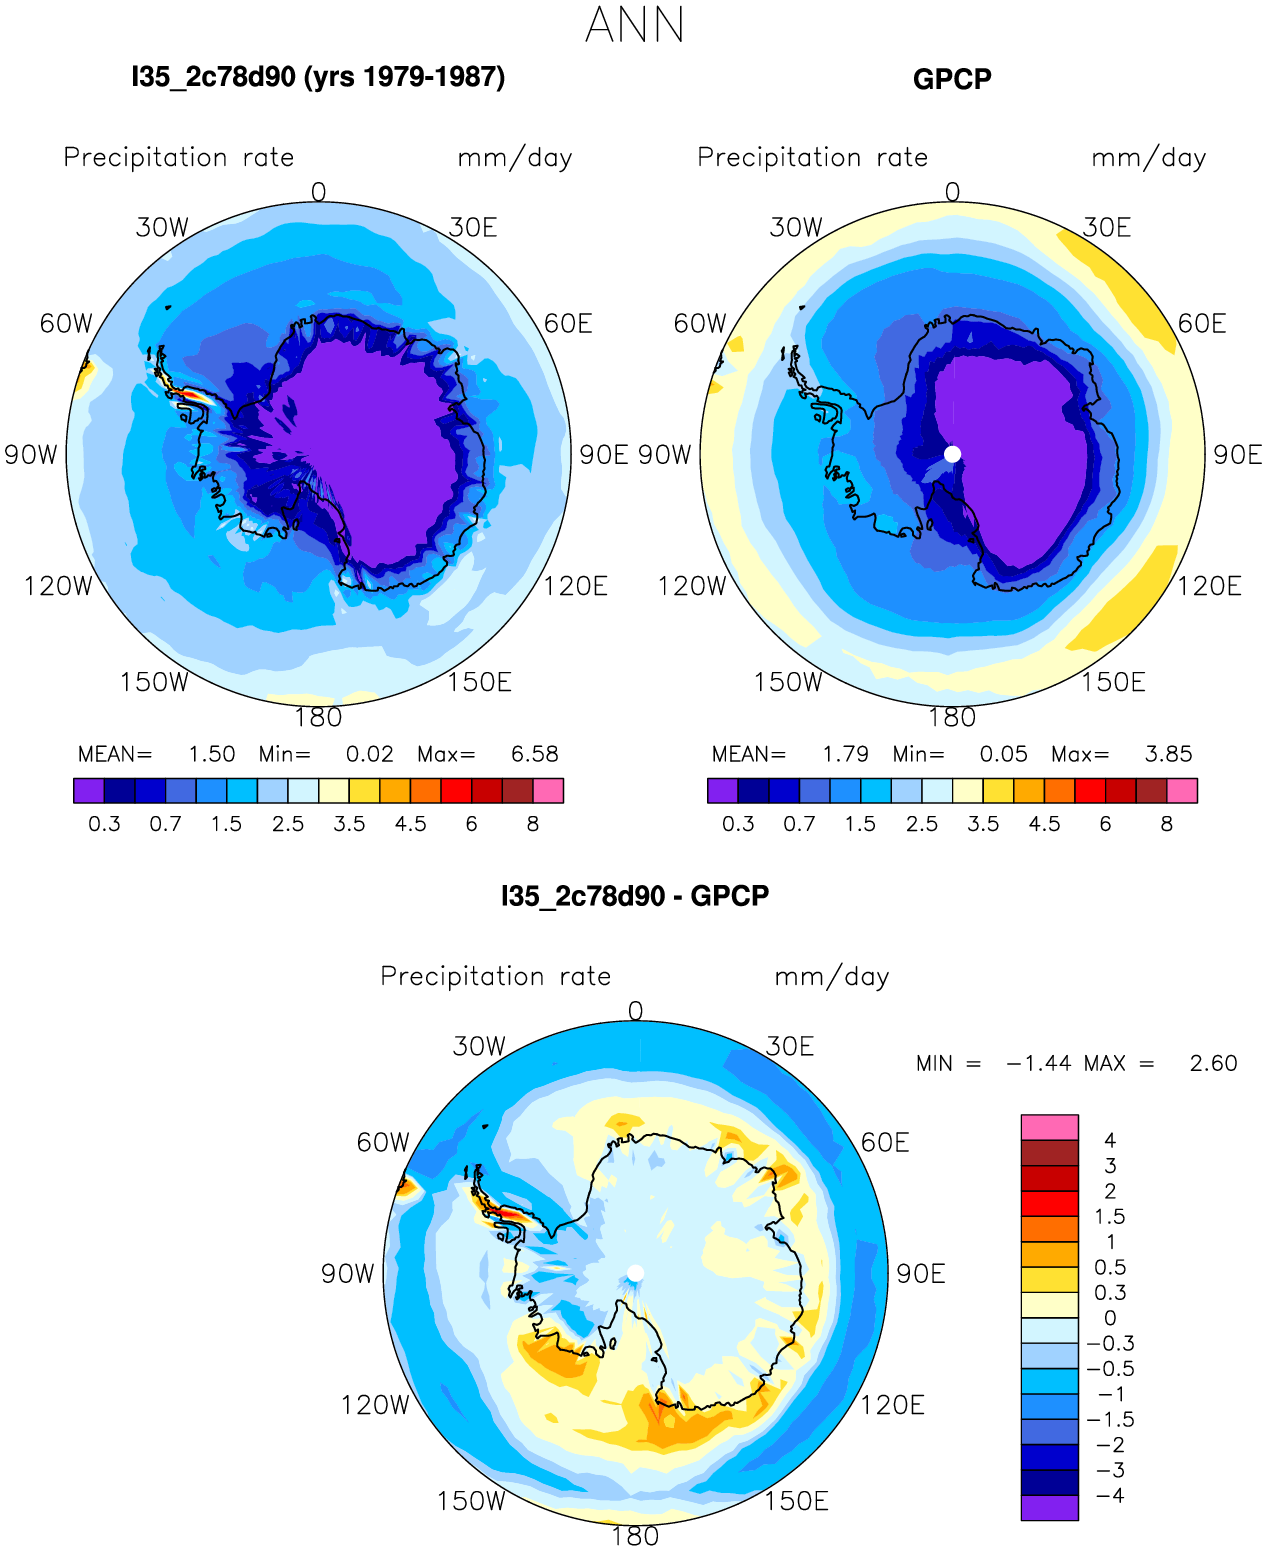 ANN
I35_2c78d90 (yrs 1979-1987)
GPCP
Precipitation rate mm/day
Precipitation rate mm/day
0
30W 30E
60W 60E
90W 90E
120W 120E
150W 150E
180
0
30W 30E
60W 60E
90W 90E
120W 120E
150W 150E
180
MEAN= 1.50 Min= 0.02 Max= 6.58
0.3 0.7 1.5 2.5 3.5 4.5 6 8
MEAN= 1.79 Min= 0.05 Max= 3.85
0.3 0.7 1.5 2.5 3.5 4.5 6 8
I35_2c78d90 - GPCP
Precipitation rate mm/day
0
30W 30E
60W 60E
90W 90E
120W 120E
150W 150E
180
MIN = −1.44 MAX = 2.60
4
3
2
1.5
1
0.5
0.3
0
−0.3
−0.5
−1
−1.5
−2
−3
−4